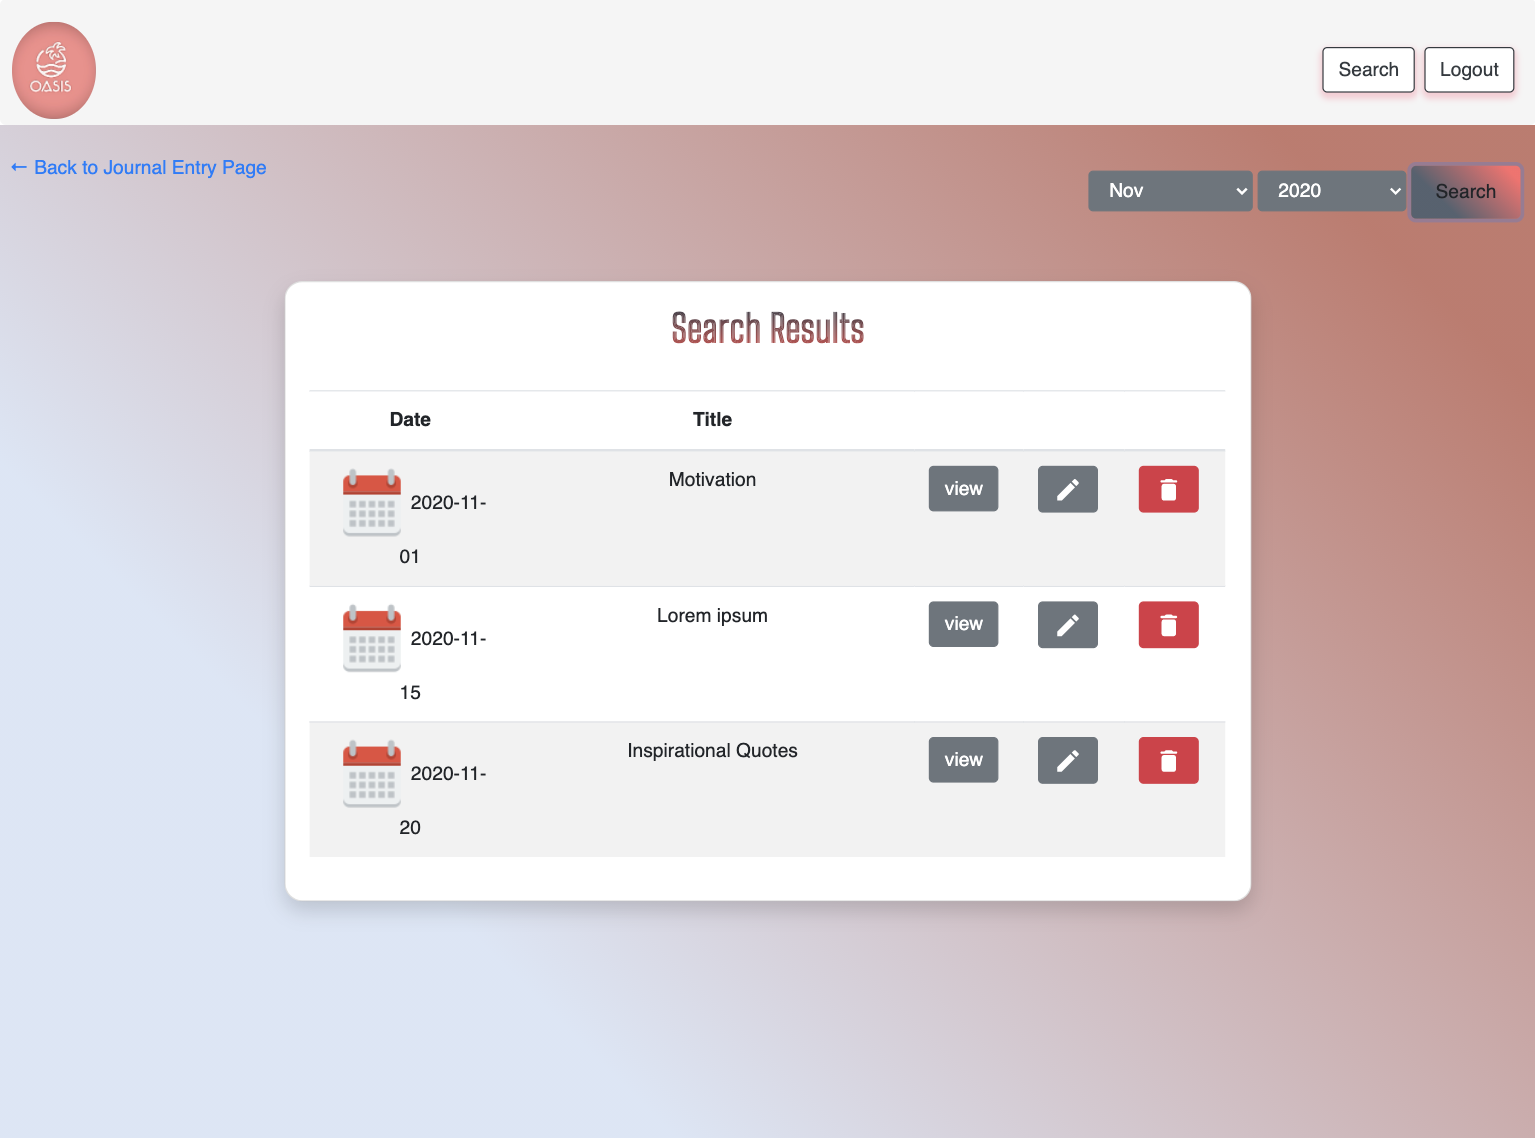 OASIS
Search
Logout
← Back to Journal Entry Page
Nov
2020
Search
Search Results
Date
Title
2020-11-
01
Motivation
view
2020-11-
15
Lorem ipsum
view
2020-11-
20
Inspirational Quotes
view